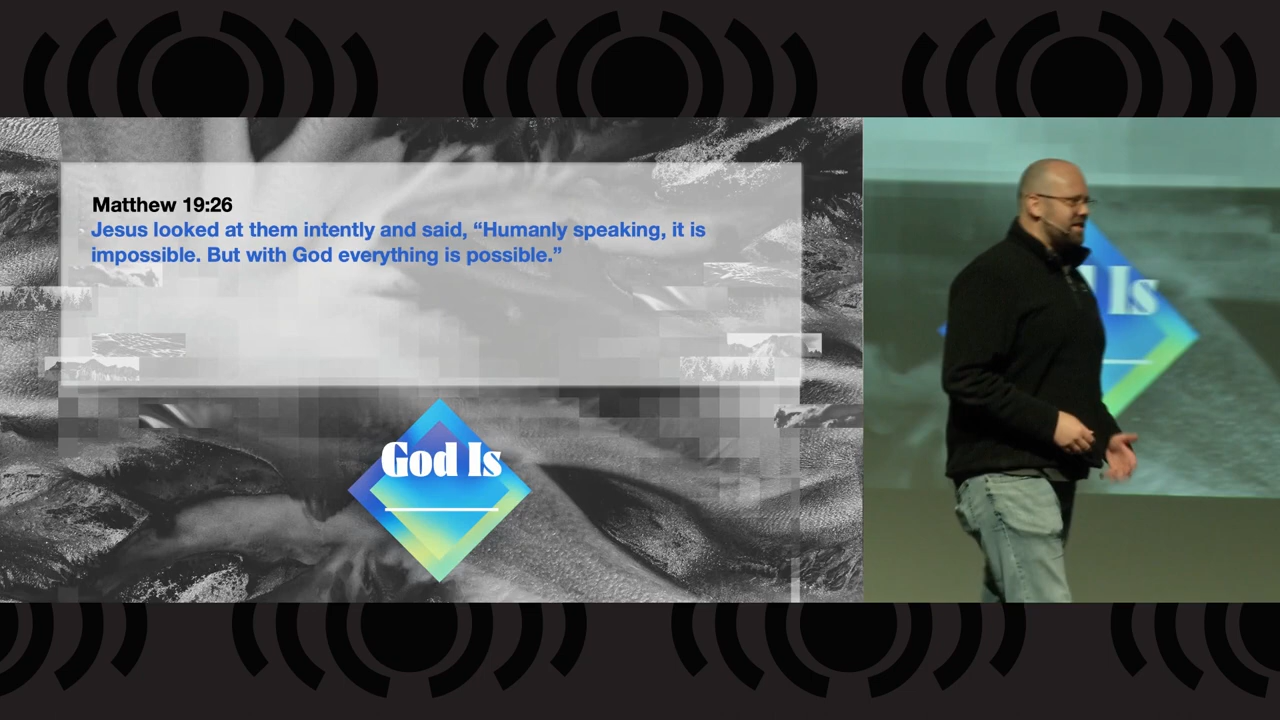 Matthew 19:26
Jesus looked at them intently and said, “Humanly speaking, it is
impossible. But with God everything is possible.”
God Is
Is